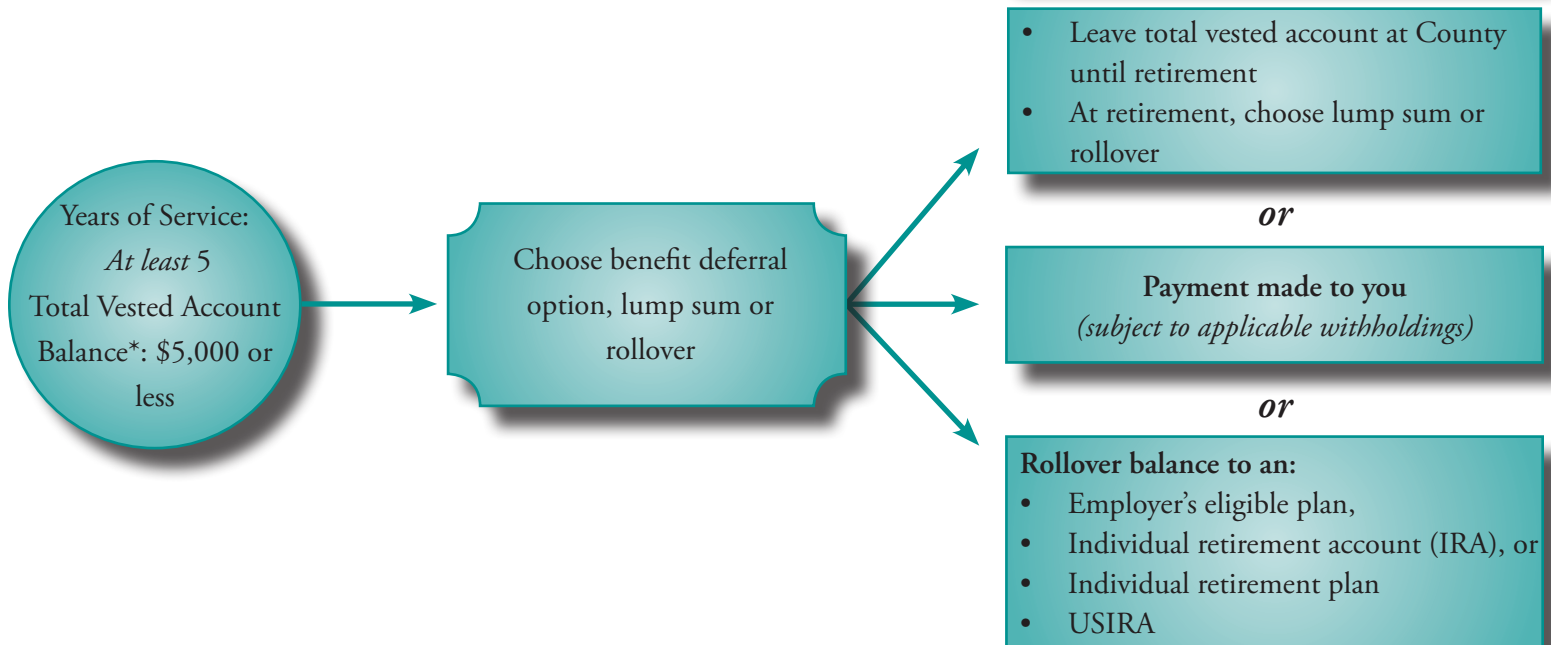 Years of Service:
At least 5
Total Vested Account
Balance*: $5,000 or
less
Choose benefit deferral
option, lump sum or
rollover
• Leave total vested account at County
until retirement
• At retirement, choose lump sum or
rollover
or
Payment made to you
(subject to applicable withholdings)
or
Rollover balance to an:
• Employer’s eligible plan,
• Individual retirement account (IRA), or
• Individual retirement plan
• USIRA